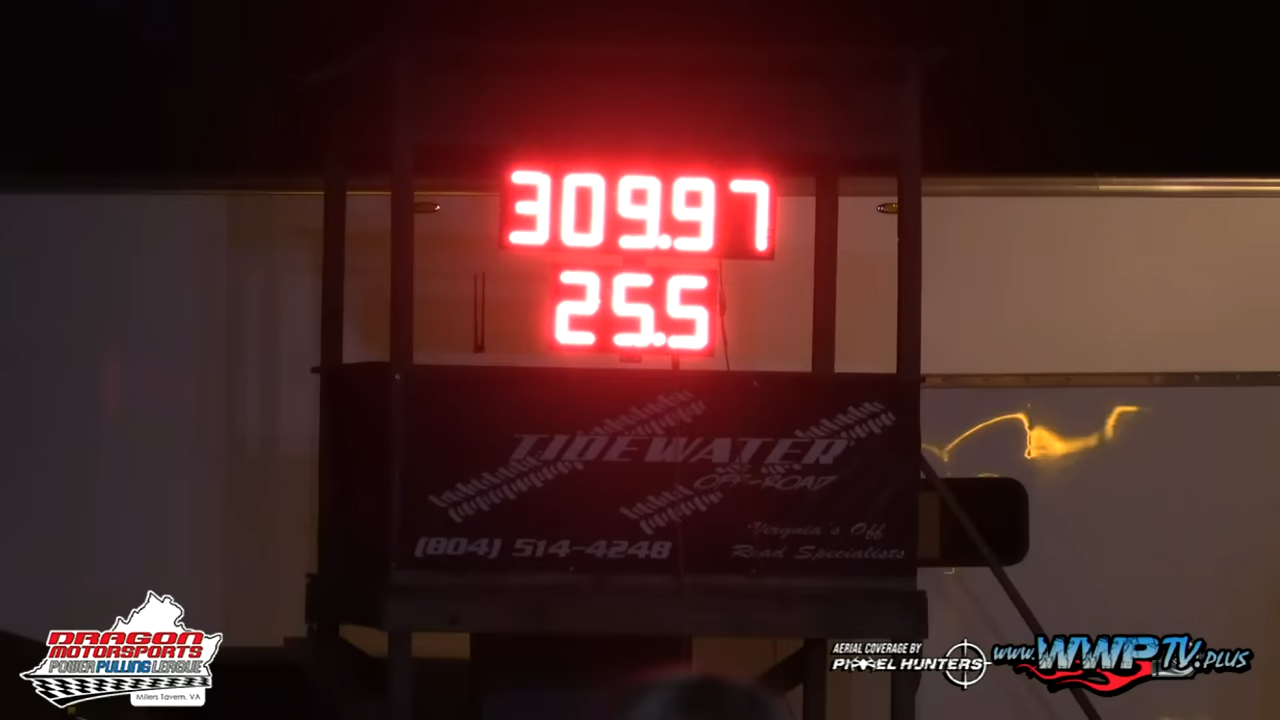 309.97
25.5
TIDEWATER
OFF-ROAD
(804) 514-4248
Virginia's Off
Road Specialists
DRAGON
MOTORSPORTS
POWER PULLING LEAGUE
Millers Tavern, VA
AERIAL COVERAGE BY
PIXEL HUNTERS
www.WWPTV.PLUS